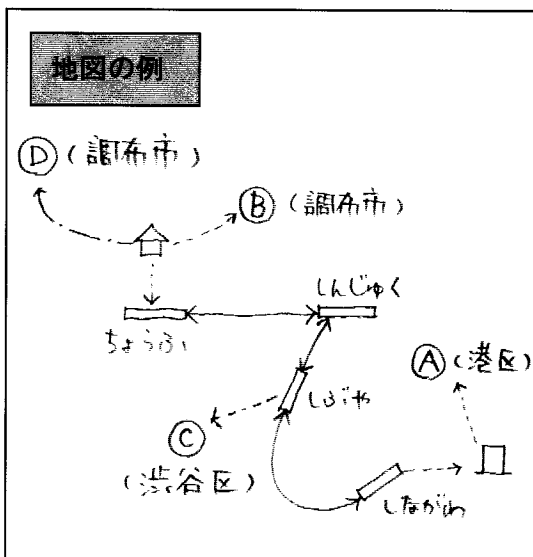 地図の例
Ⓓ(調布市)
Ⓑ(調布市)
しんじゅく
ちょうふ
Ⓐ(港区)
しぶや
Ⓒ
(渋谷区)
しながわ